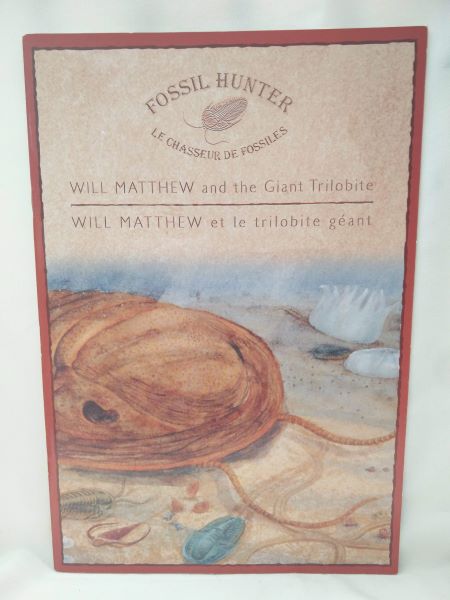 FOSSIL HUNTER
LE CHASSEUR DE FOSSILES
WILL MATTHEW and the Giant Trilobite
WILL MATTHEW et le trilobite géant